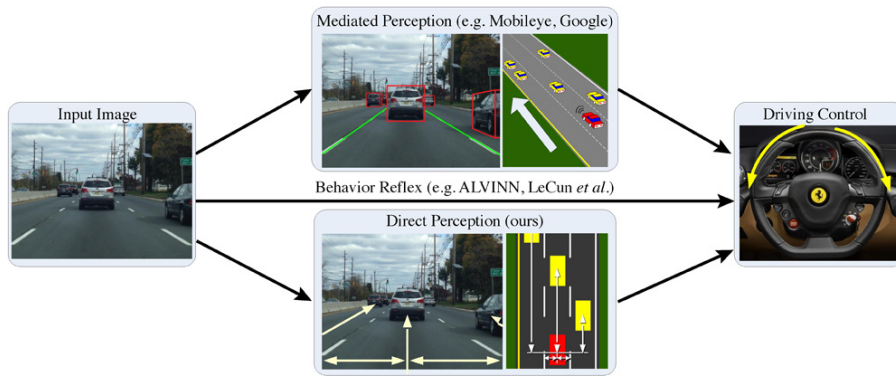 Mediated Perception (e.g. Mobileye, Google)
Input Image
Driving Control
Behavior Reflex (e.g. ALVINN, LeCun et al.)
Direct Perception (ours)